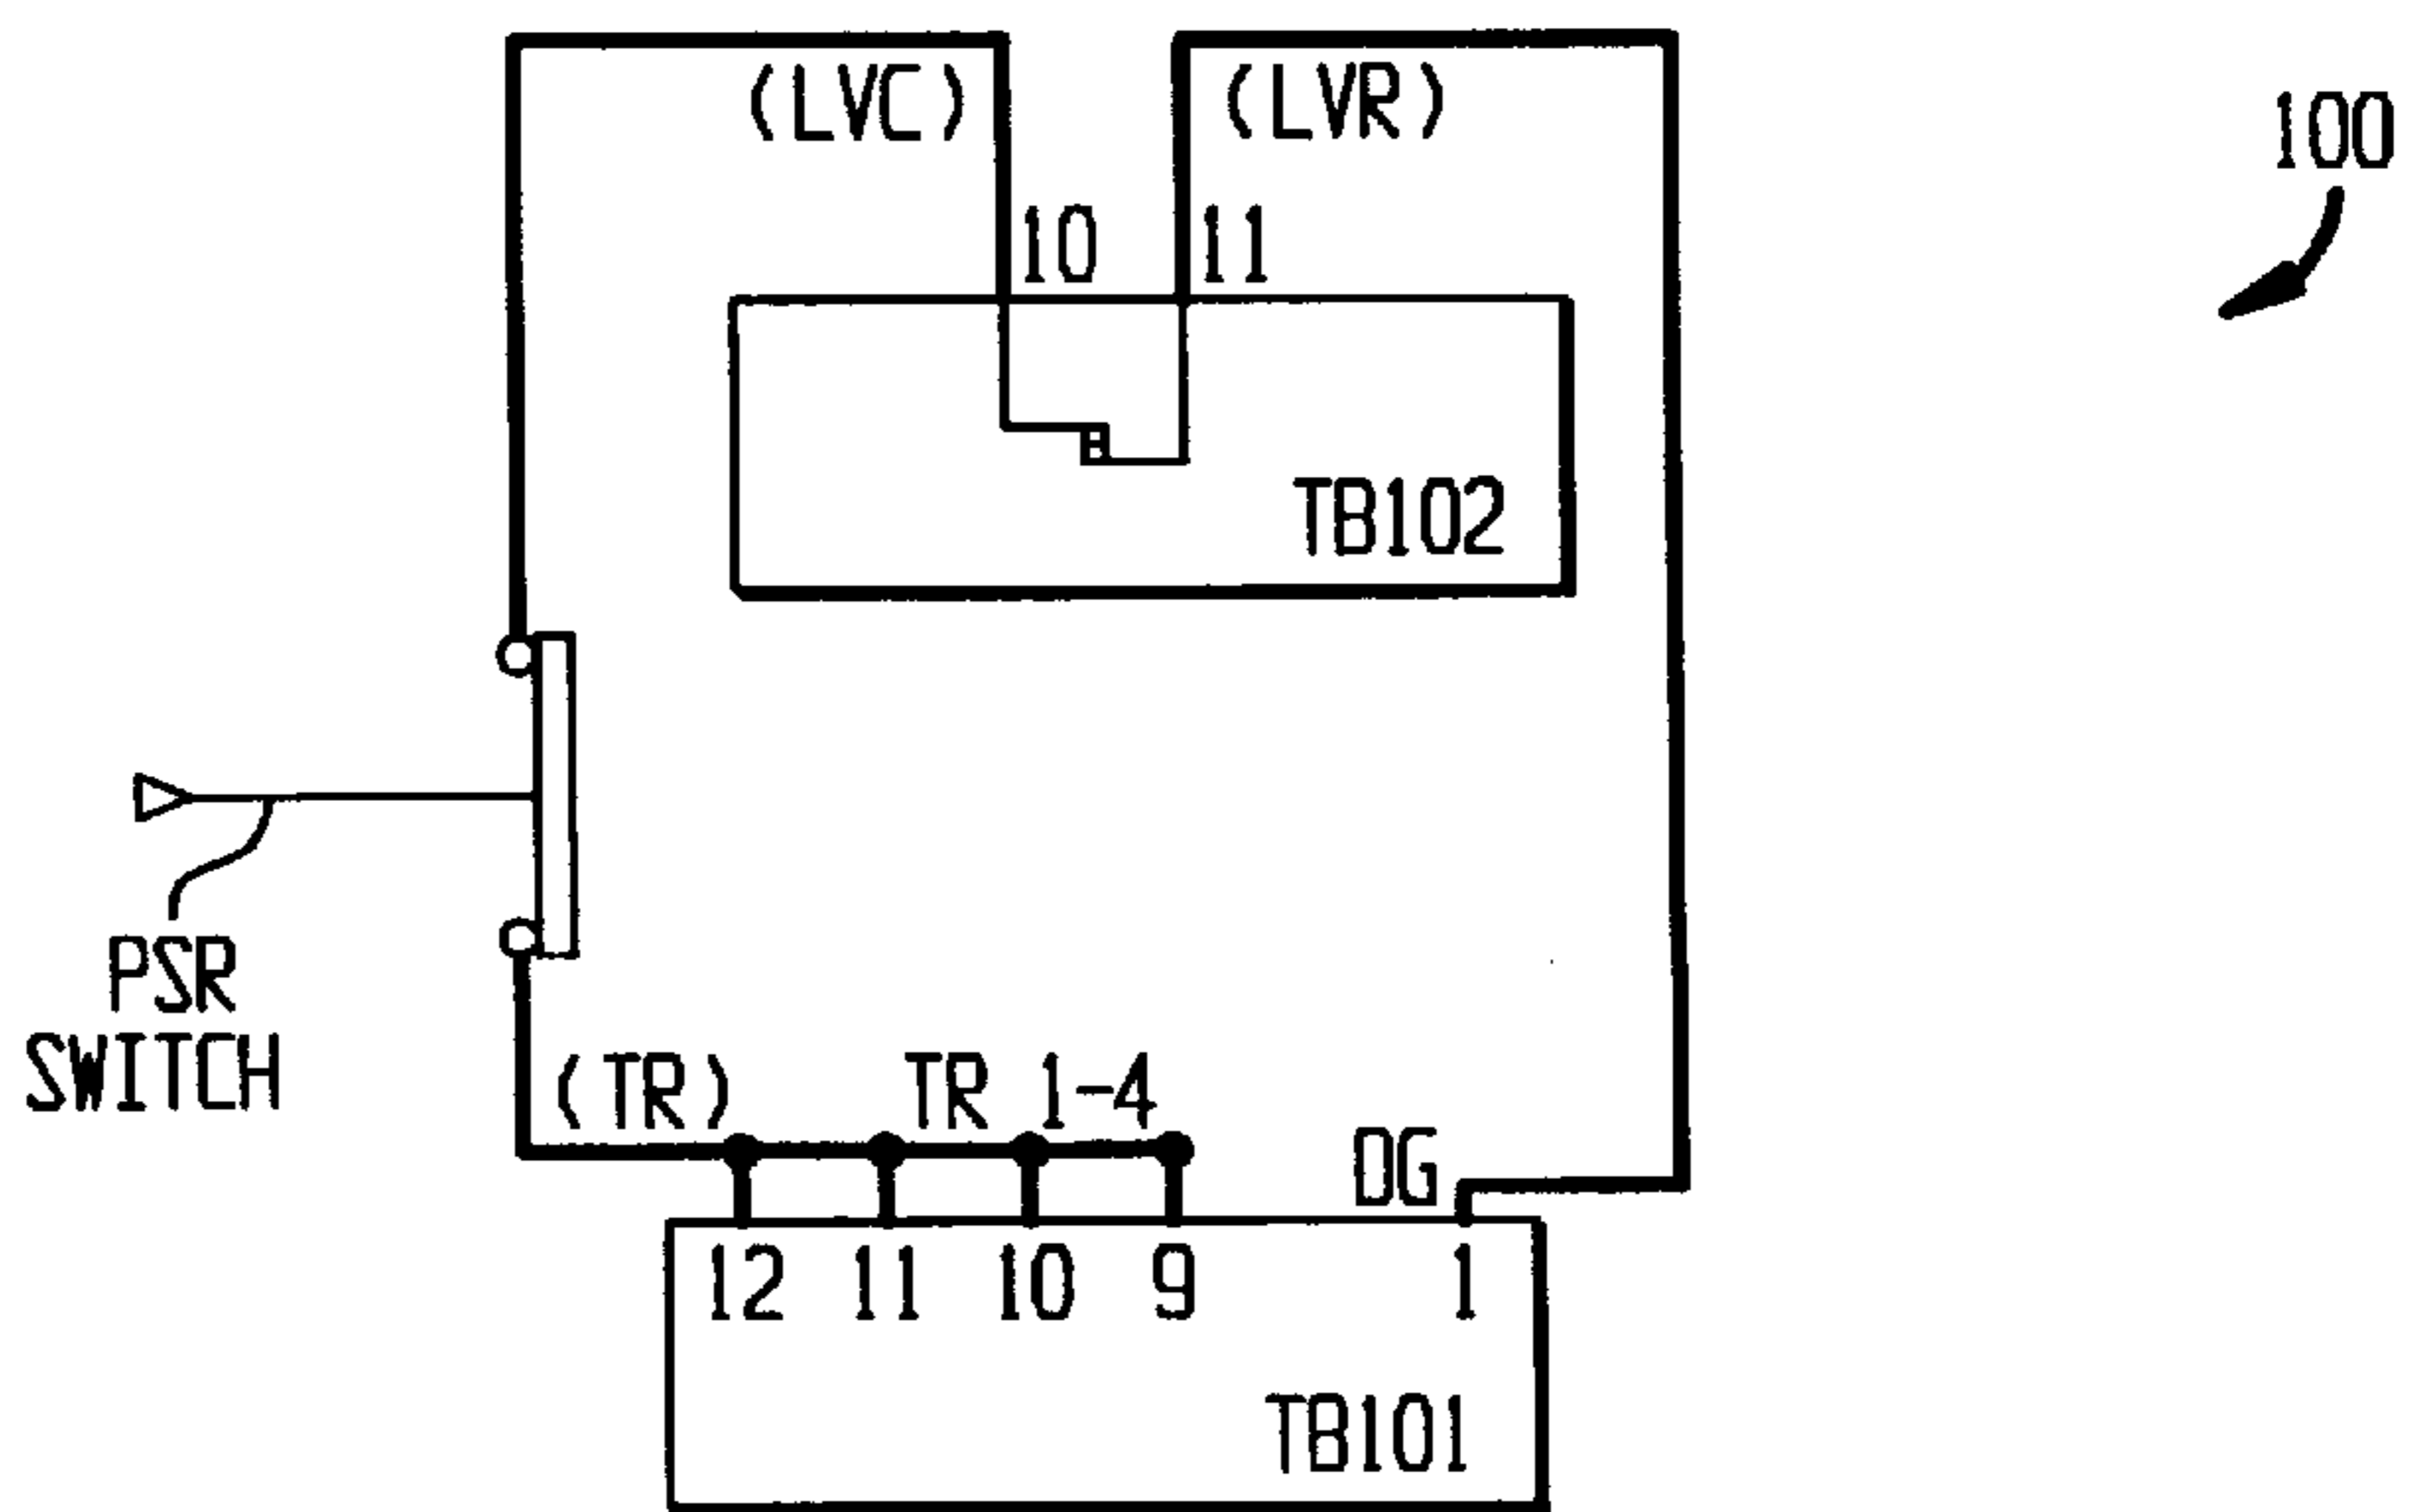 (LVC) (LVR)
100
10 11
TB102
PSR
SWITCH
(TR) TR 1-4
DG
12 11 10 9 1
TB101